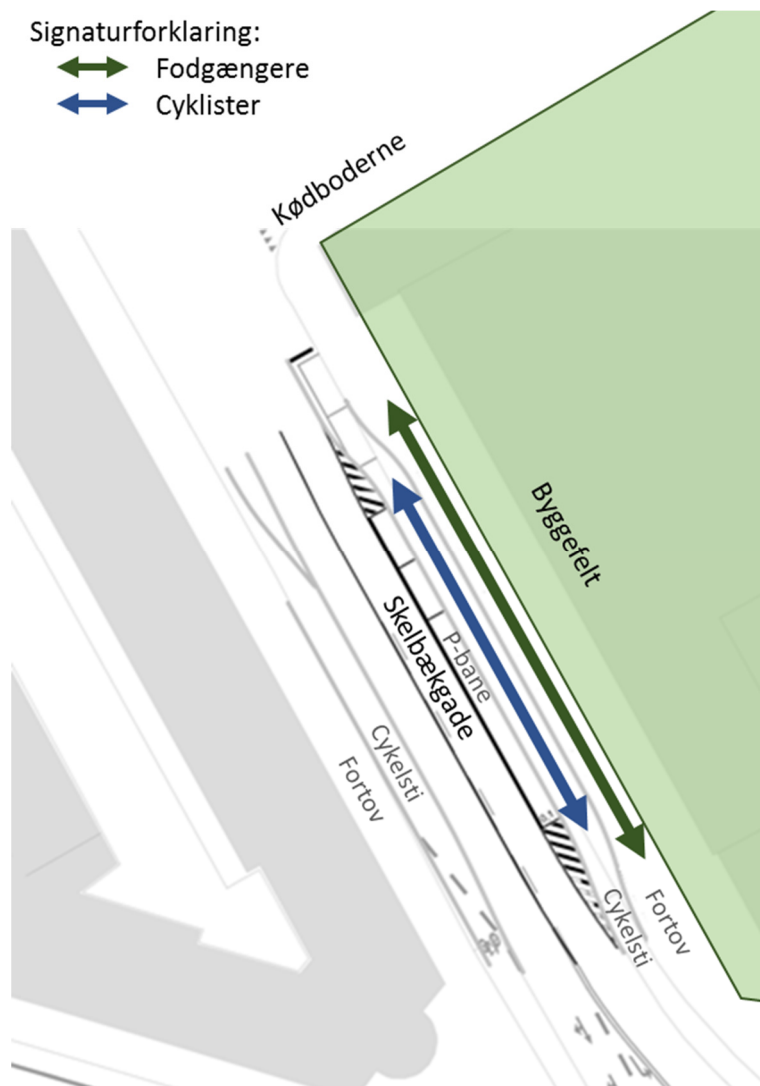 Signaturforklaring:
Fodgængere
Cyklister
Kødboderne
Byggefelt
Skelbækgade
P-bane
Cykelsti
Fortov
Fortov
Cykelsti